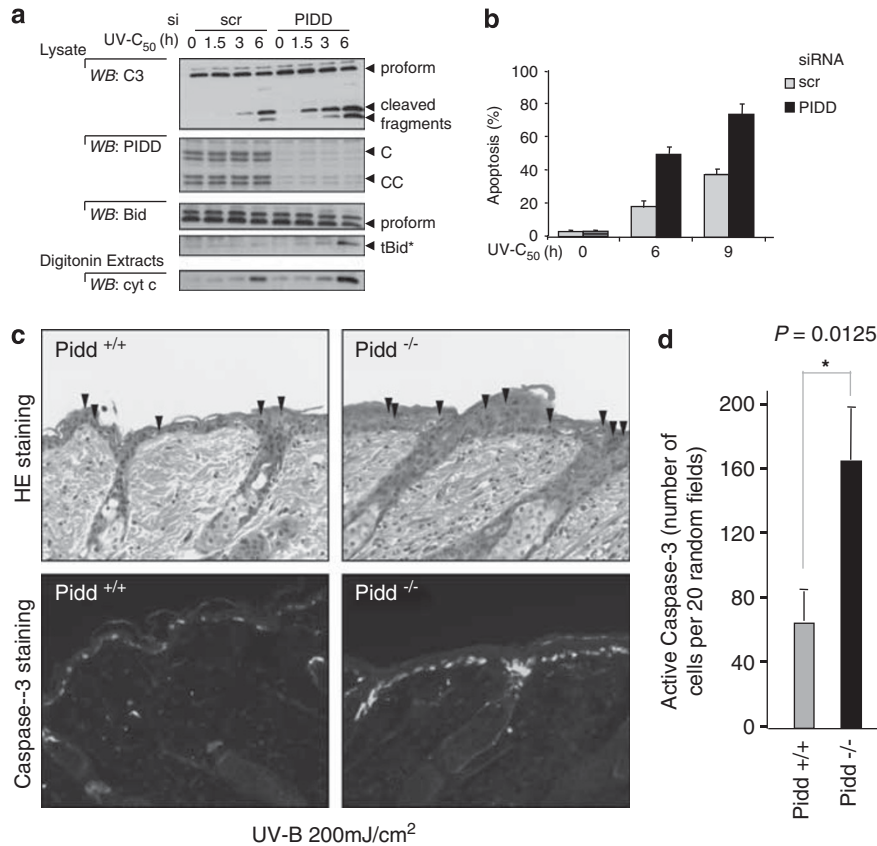 a
si scr PIDD
UV-C50 (h) 0 1.5 3 6 0 1.5 3 6
Lysate
WB: C3
proform
cleaved
fragments
WB: PIDD
C
CC
WB: Bid
proform
tBid*
Digitonin Extracts
WB: cyt c
b
siRNA
scr
PIDD
Apoptosis (%)
100
80
60
40
20
0
UV-C50 (h) 0 6 9
c
HE staining
Pidd +/+
Pidd -/-
Caspase--3 staining
Pidd +/+
Pidd -/-
UV-B 200mJ/cm2
d
P = 0.0125
*
Active Caspase-3 (number of
cells per 20 random fields)
200
160
120
80
60
40
0
Pidd +/+
Pidd -/-